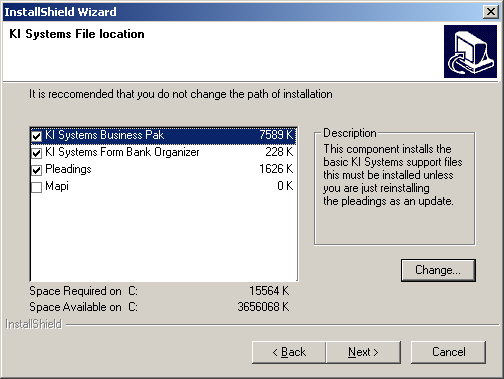 InstallShield Wizard
KI Systems File location
It is reccomended that you do not change the path of installation
KI Systems Business Pak 7589 K
KI Systems Form Bank Organizer 228 K
Pleadings 1626 K
Mapi 0 K
Description
This component installs the
basic KI Systems support files
this must be installed unless
you are just reinstalling
the pleadings as an update.
Change...
Space Required on C: 15564 K
Space Available on C: 3656068 K
InstallShield
< Back
Next >
Cancel